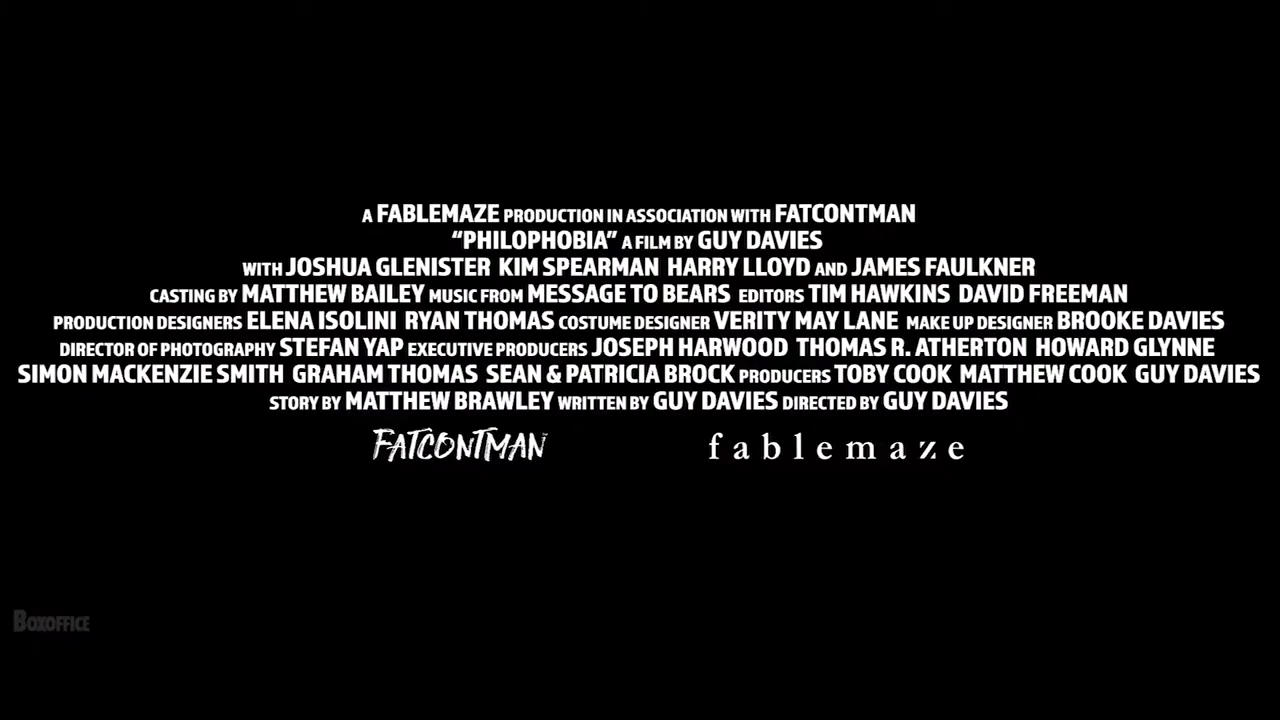 A FABLEMAZE PRODUCTION IN ASSOCIATION WITH FATCONTMAN
“PHILOPHOBIA” A FILM BY GUY DAVIES
WITH JOSHUA GLENISTER KIM SPEARMAN HARRY LLOYD AND JAMES FAULKNER
CASTING BY MATTHEW BAILEY MUSIC FROM MESSAGE TO BEARS EDITORS TIM HAWKINS DAVID FREEMAN
PRODUCTION DESIGNERS ELENA ISOLINI RYAN THOMAS COSTUME DESIGNER VERITY MAY LANE MAKE UP DESIGNER BROOKE DAVIES
DIRECTOR OF PHOTOGRAPHY STEFAN YAP EXECUTIVE PRODUCERS JOSEPH HARWOOD THOMAS R. ATHERTON HOWARD GLYNNE
SIMON MACKENZIE SMITH GRAHAM THOMAS SEAN & PATRICIA BROCK PRODUCERS TOBY COOK MATTHEW COOK GUY DAVIES
STORY BY MATTHEW BRAWLEY WRITTEN BY GUY DAVIES DIRECTED BY GUY DAVIES
FATCONTMAN fablemaze
BOXOFFICE